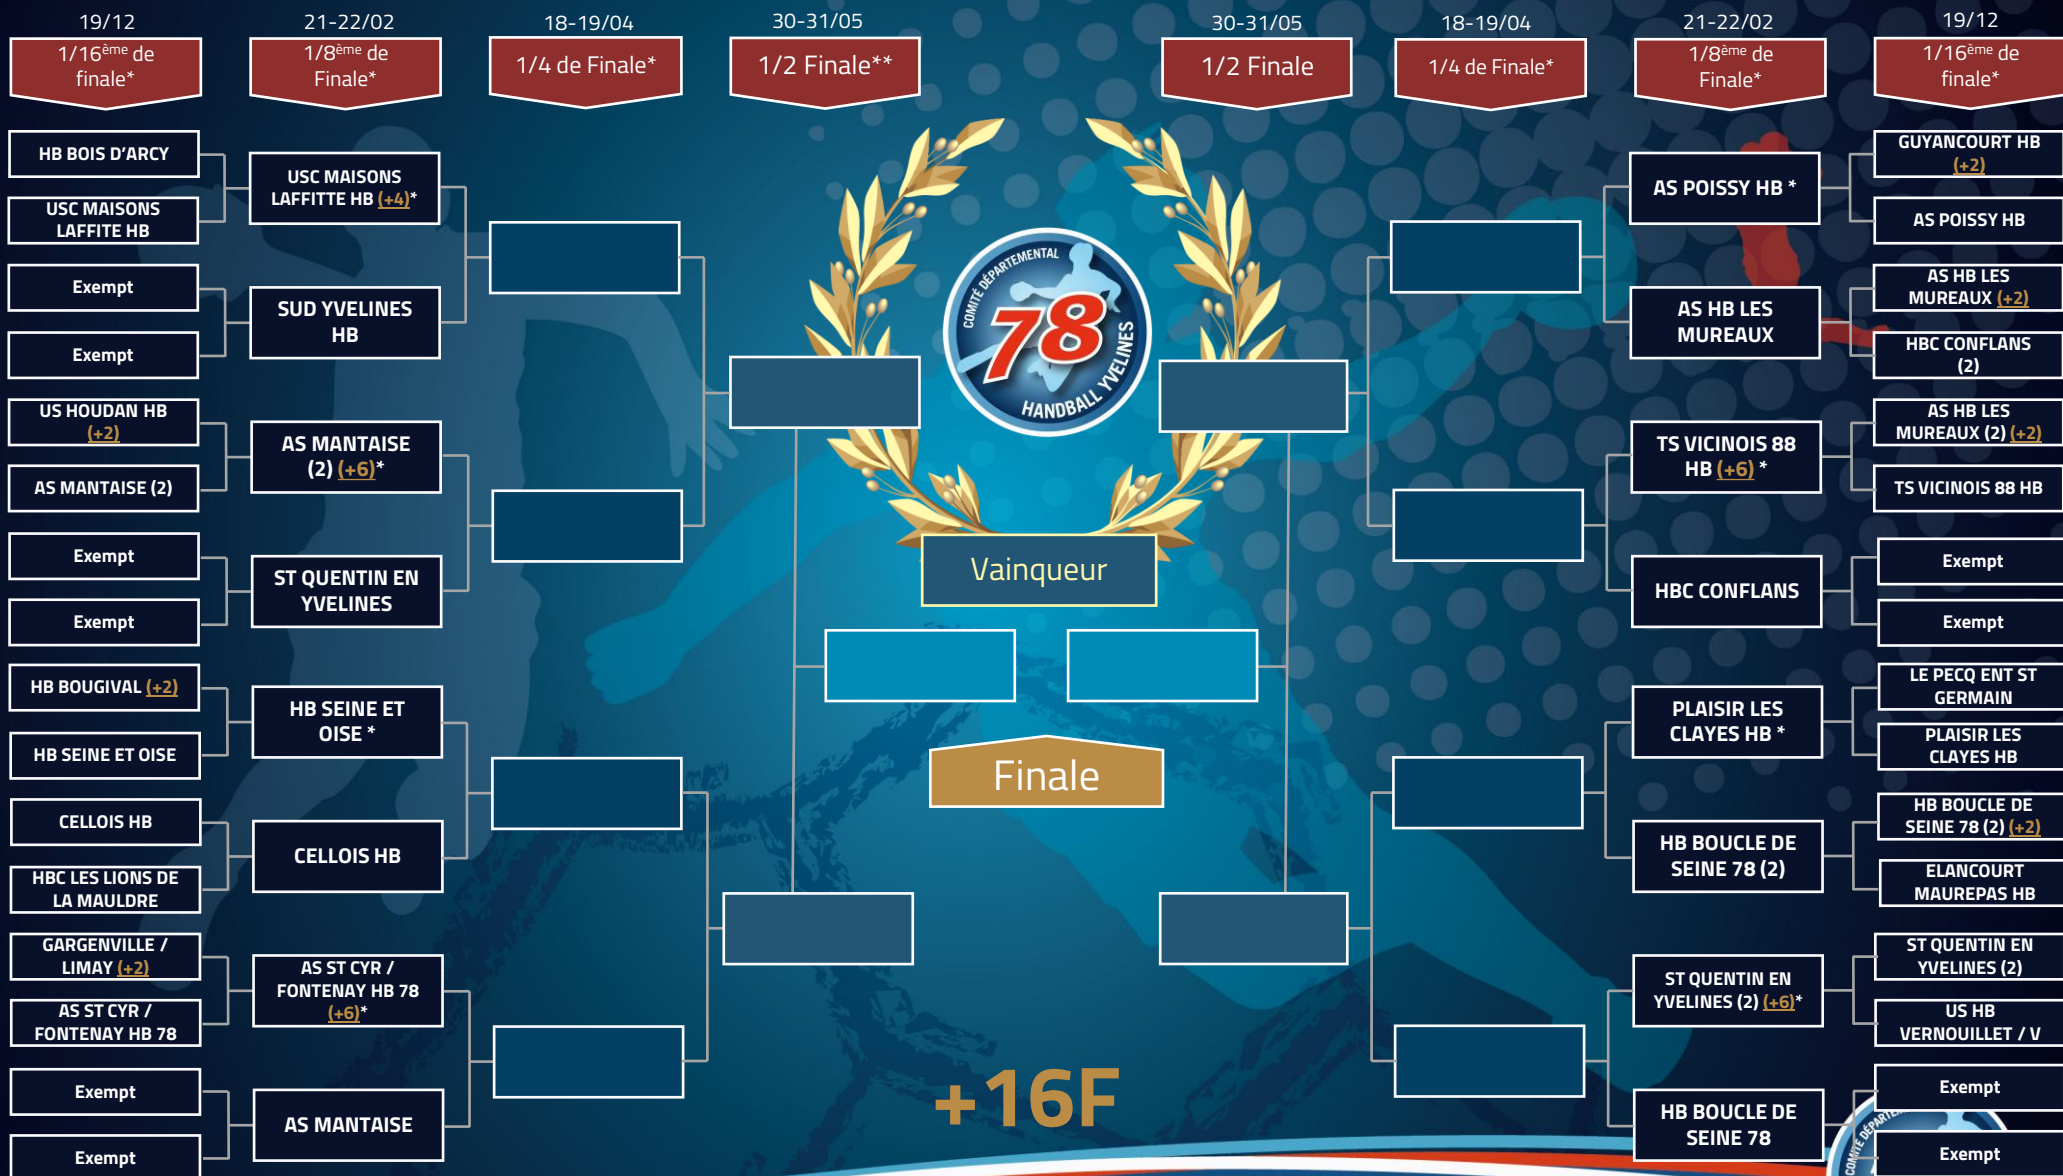 19/12
21-22/02
18-19/04
30-31/05
30-31/05
18-19/04
21-22/02
19/12
1/16ème de
finale*
1/8ème de
Finale*
1/4 de Finale*
1/2 Finale**
1/2 Finale
1/4 de Finale*
1/8ème de
Finale*
1/16ème de
finale*
HB BOIS D'ARCY
USC MAISONS
LAFFITE HB
Exempt
Exempt
US HOUDAN HB
(+2)
AS MANTAISE (2)
Exempt
Exempt
HB BOUGIVAL (+2)
HB SEINE ET OISE
CELLOIS HB
HBC LES LIONS DE
LA MAULDRE
GARGENVILLE /
LIMAY (+2)
AS ST CYR /
FONTENAY HB 78
Exempt
Exempt
USC MAISONS
LAFFITTE HB (+4)*
SUD YVELINES
HB
AS MANTAISE
(2) (+6)*
ST QUENTIN EN
YVELINES
HB SEINE ET
OISE *
CELLOIS HB
AS ST CYR /
FONTENAY HB 78
(+6)*
AS MANTAISE
COMITÉ DÉPARTEMENTAL
78
HANDBALL YVELINES
Vainqueur
Finale
+16F
AS POISSY HB *
AS HB LES
MUREAUX
TS VICINOIS 88
HB (+6) *
HBC CONFLANS
PLAISIR LES
CLAYES HB *
HB BOUCLE DE
SEINE 78 (2)
ST QUENTIN EN
YVELINES (2) (+6)*
HB BOUCLE DE
SEINE 78
GUYANCOURT HB
(+2)
AS POISSY HB
AS HB LES
MUREAUX (+2)
HBC CONFLANS
(2)
AS HB LES
MUREAUX (2) (+2)
TS VICINOIS 88 HB
Exempt
Exempt
LE PECQ ENT ST
GERMAIN
PLAISIR LES
CLAYES HB
HB BOUCLE DE
SEINE 78 (2) (+2)
ELANCOURT
MAUREPAS HB
ST QUENTIN EN
YVELINES (2)
US HB
VERNOUILLET / V
Exempt
Exempt